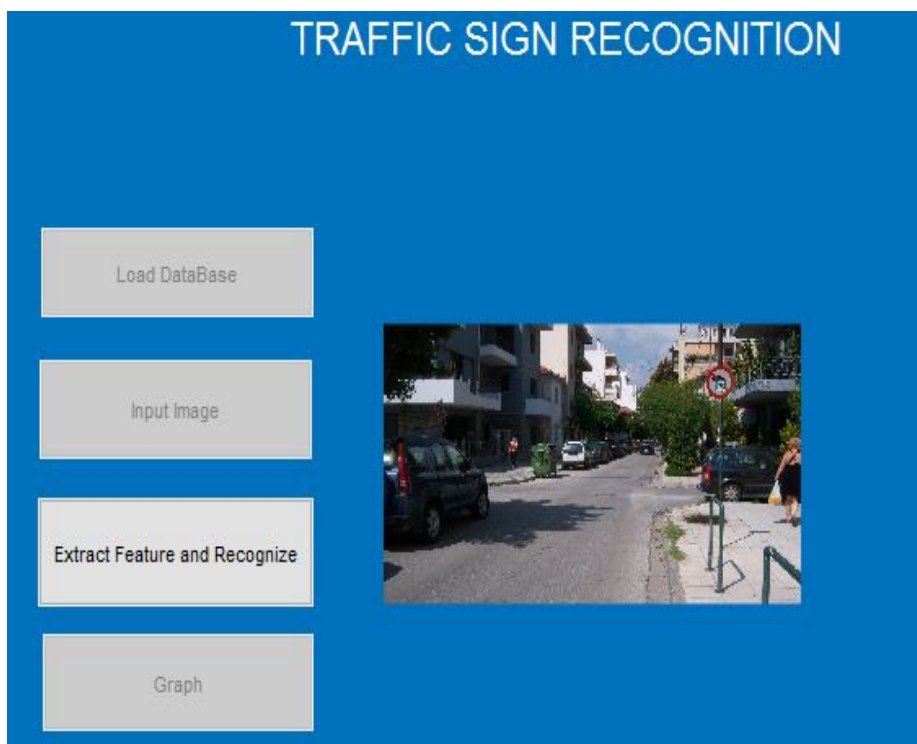 TRAFFIC SIGN RECOGNITION
Load DataBase
Input Image
Extract Feature and Recognize
Graph